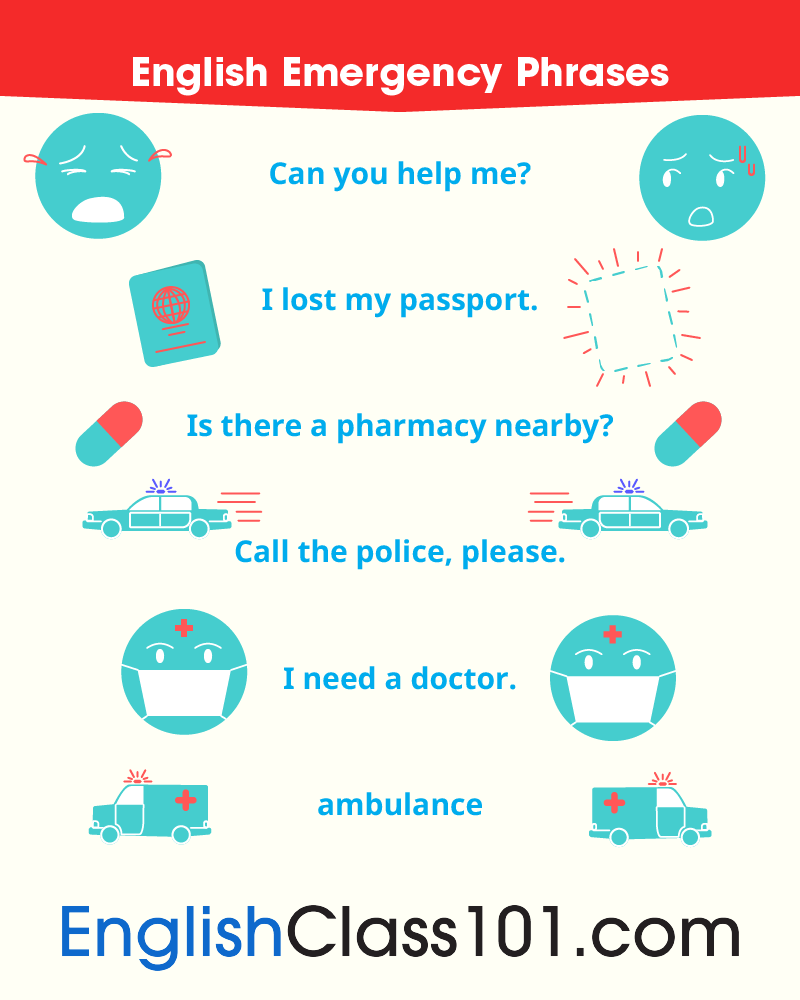 English Emergency Phrases
Can you help me?
I lost my passport.
Is there a pharmacy nearby?
Call the police, please.
I need a doctor.
ambulance
EnglishClass101.com